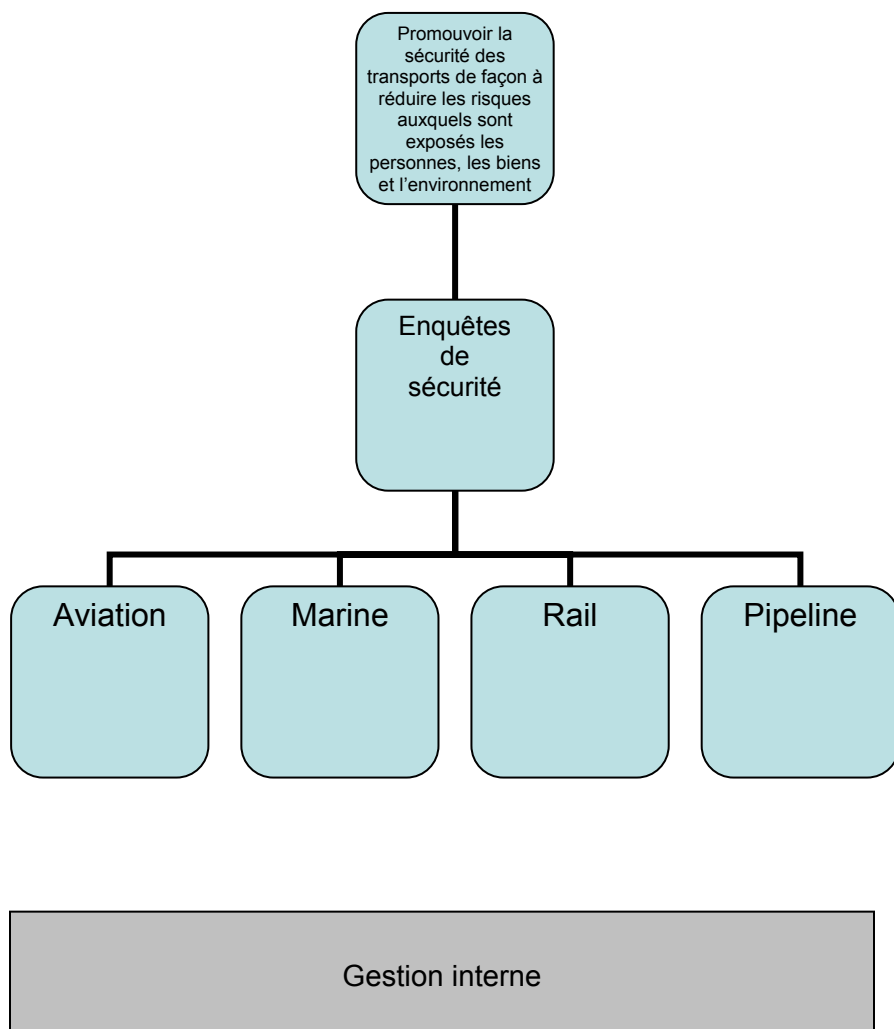 Promouvoir la
sécurité des
transports de façon à
réduire les risques
auxquels sont
exposés les
personnes, les biens
et l’environnement
Enquêtes
de
sécurité
Aviation
Marine
Rail
Pipeline
Gestion interne